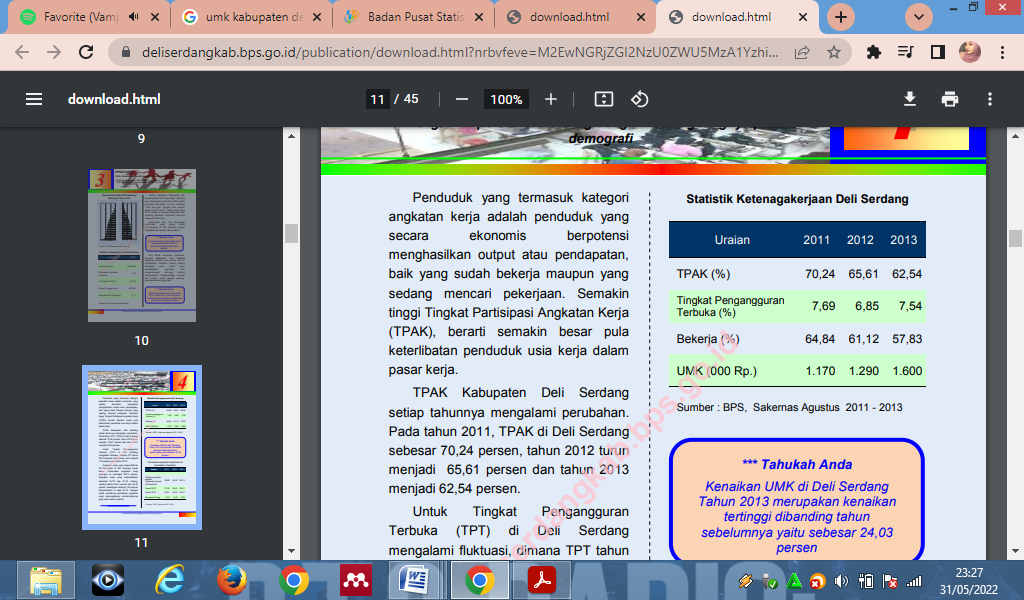 Favorite (Vamp
umk kabupaten de
Badan Pusat Statis
download.html
download.html
deliserdangkab.bps.go.id/publication/download.html?nrbvfeve=M2EwNGRjZGI2NzU0ZWU5MzA1Yzhi...
download.html
11 / 45
100%
9
10
11
3
4
demografi
Penduduk yang termasuk kategori
angkatan kerja adalah penduduk yang
secara ekonomis berpotensi
menghasilkan output atau pendapatan,
baik yang sudah bekerja maupun yang
sedang mencari pekerjaan. Semakin
tinggi Tingkat Partisipasi Angkatan Kerja
(TPAK), berarti semakin besar pula
keterlibatan penduduk usia kerja dalam
pasar kerja.
TPAK Kabupaten Deli Serdang
setiap tahunnya mengalami perubahan.
Pada tahun 2011, TPAK di Deli Serdang
sebesar 70,24 persen, tahun 2012 turun
menjadi 65,61 persen dan tahun 2013
menjadi 62,54 persen.
Untuk Tingkat Pengangguran
Terbuka (TPT) di Deli Serdang
mengalami fluktuasi, dimana TPT tahun
Statistik Ketenagakerjaan Deli Serdang
Uraian 2011 2012 2013
TPAK (%) 70,24 65,61 62,54
Tingkat Pengangguran
Terbuka (%) 7,69 6,85 7,54
Bekerja (%) 64,84 61,12 57,83
UMK (000 Rp.) 1.170 1.290 1.600
Sumber : BPS, Sakernas Agustus 2011 - 2013
*** Tahukah Anda
Kenaikan UMK di Deli Serdang
Tahun 2013 merupakan kenaikan
tertinggi dibanding tahun
sebelumnya yaitu sebesar 24,03
persen
erdangkab.bps.go.id
23:27
31/05/2022